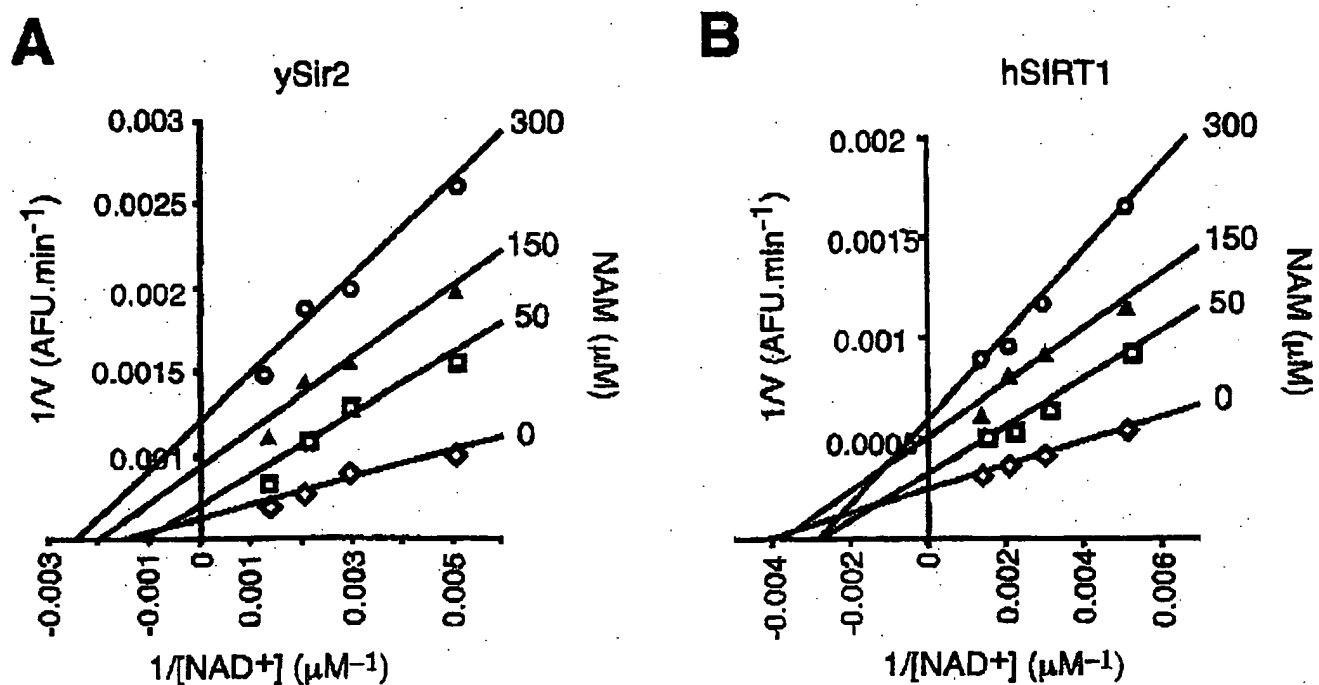 A
ySir2
0.003
0.0025
0.002
0.0015
0.001
1/V (AFU.min⁻¹)
300
150
50
0
NAM (μM)
-0.003
-0.001
0
0.001
0.003
0.005
1/[NAD+] (μM⁻¹)
B
hSIRT1
0.002
0.0015
0.001
0.0005
1/V (AFU.min⁻¹)
300
150
50
0
NAM (μM)
-0.004
-0.002
0
0.002
0.004
0.006
1/[NAD+] (μM⁻¹)